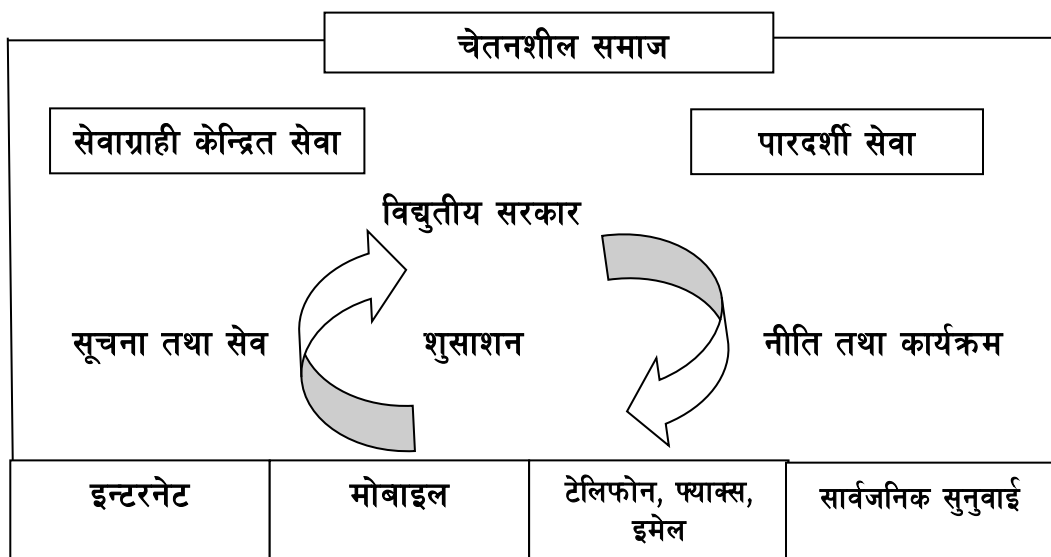 चेतनशील समाज
सेवाग्राही केन्द्रित सेवा
पारदर्शी सेवा
विद्युतीय सरकार
सूचना तथा सेव
शुसाशन
नीति तथा कार्यक्रम
इन्टरनेट
मोबाइल
टेलिफोन, फ्याक्स,
इमेल
सार्वजनिक सुनुवाई